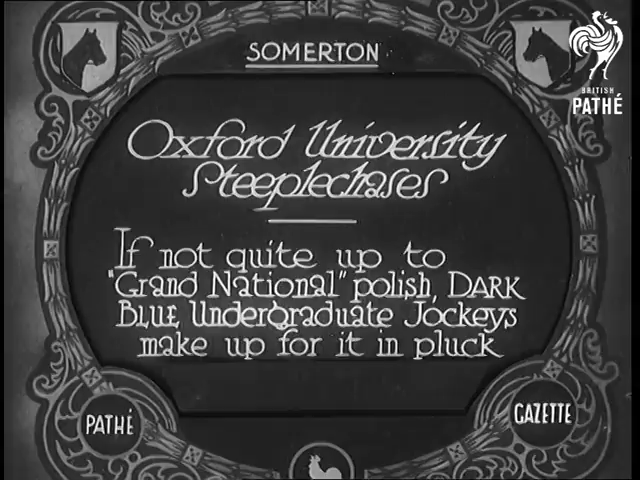 SOMERTON
BRITISH
PATHÉ
Oxford University
Steeplechases
If not quite up to
"Grand National" polish, DARK
BLUE Undergraduate Jockeys
make up for it in pluck
PATHÉ
GAZETTE